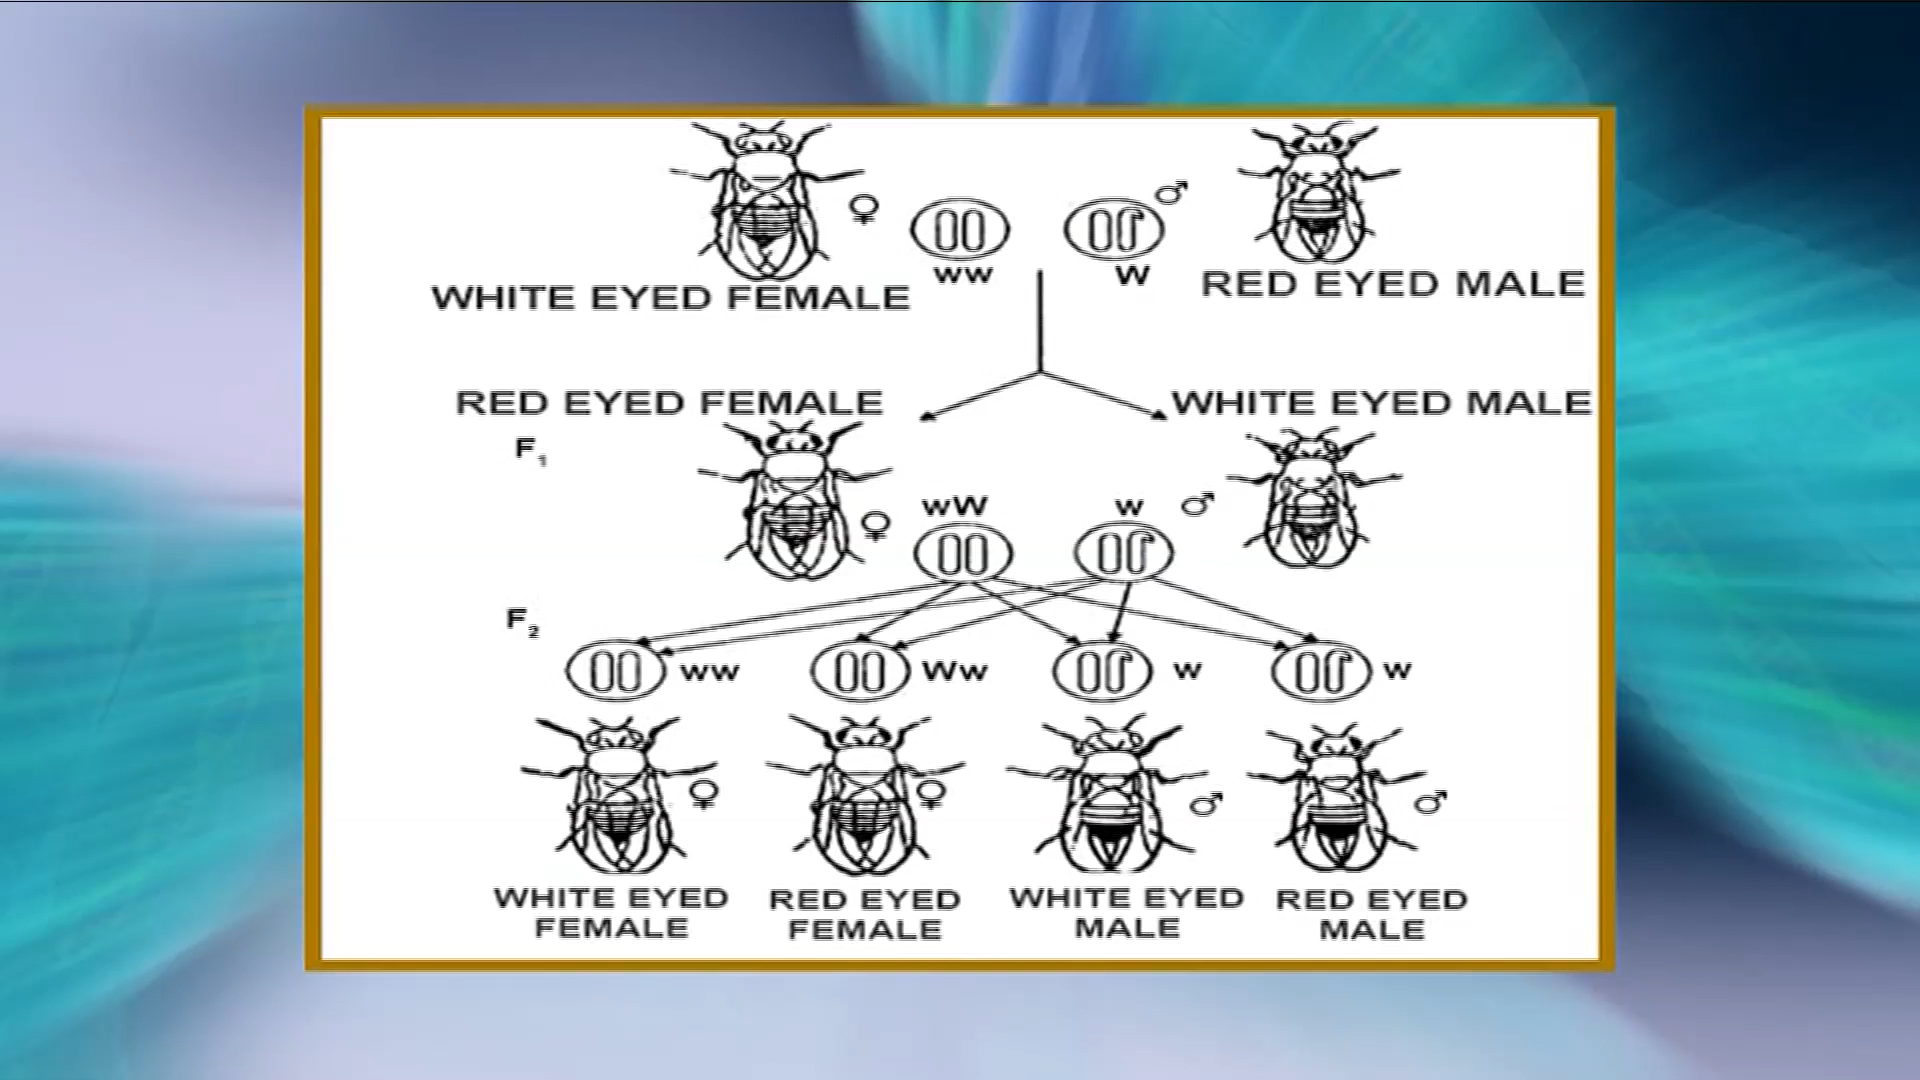 ww
W
WHITE EYED FEMALE
RED EYED MALE
RED EYED FEMALE
WHITE EYED MALE
F1
wW
w
F2
ww
Ww
w
w
WHITE EYED
FEMALE
RED EYED
FEMALE
WHITE EYED
MALE
RED EYED
MALE